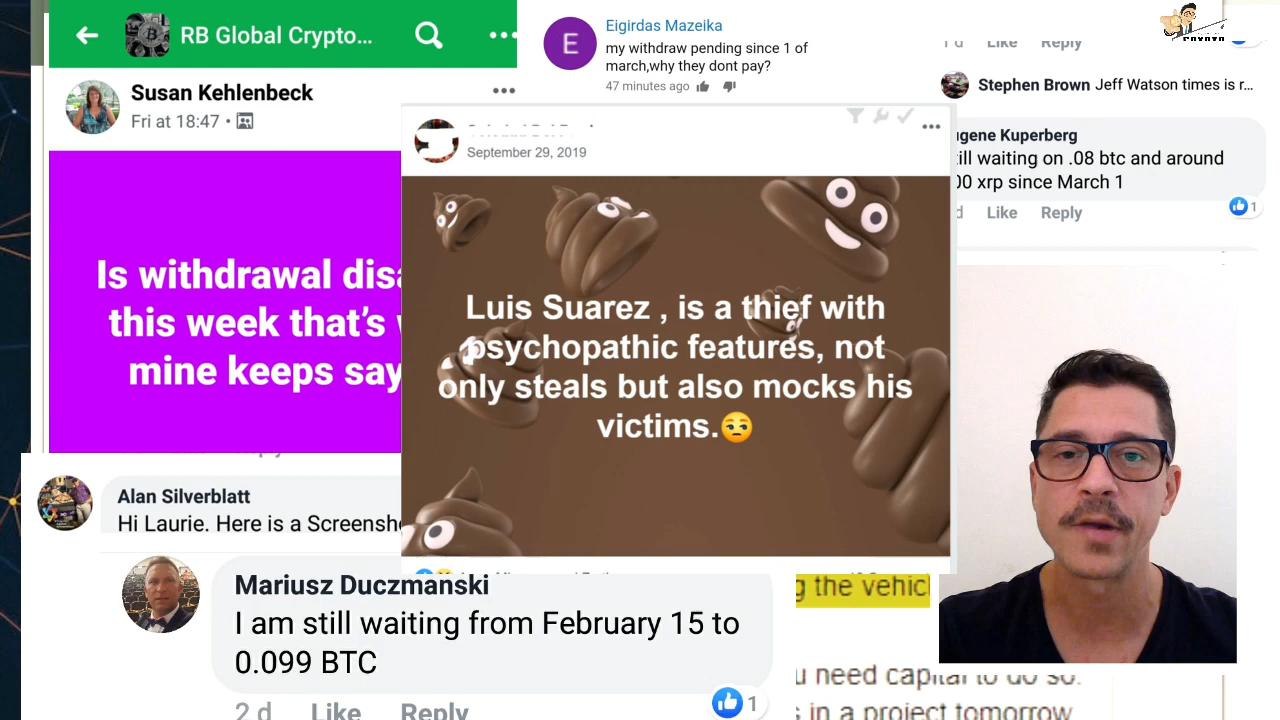 RB Global Crypto...
Susan Kehlenbeck
Fri at 18:47
Is withdrawal
this week that's
mine keeps say
Eigirdas Mazeika
my withdraw pending since 1 of
march,why they dont pay?
47 minutes ago
E
September 29, 2019
Luis Suarez , is a thief with
psychopathic features, not
only steals but also mocks his
victims.😒
Like Reply
Stephen Brown Jeff Watson times is r...
ugene Kuperberg
ill waiting on .08 btc and around
00 xrp since March 1
d Like Reply
1
Alan Silverblatt
Hi Laurie. Here is a
Mariusz Duczmanski
I am still waiting from February 15 to
0.099 BTC
2 d Like Reply
1
g the vehicl
u need capital to do so.
in a project tomorrow